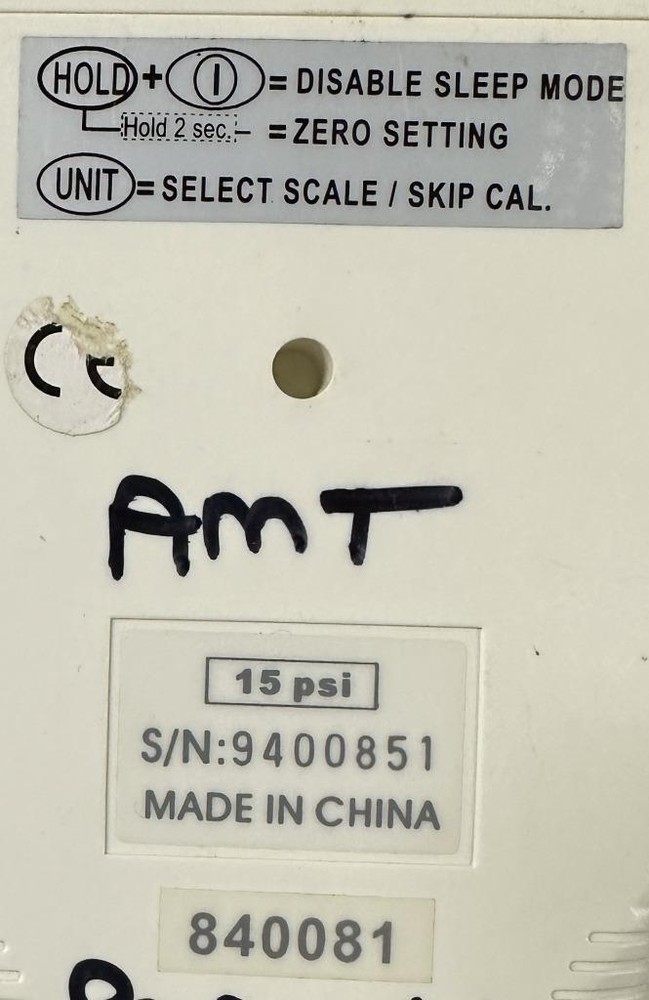 HOLD + I = DISABLE SLEEP MODE
Hold 2 sec. = ZERO SETTING
UNIT = SELECT SCALE / SKIP CAL.
CE
AMT
15 psi
S/N:9400851
MADE IN CHINA
840081